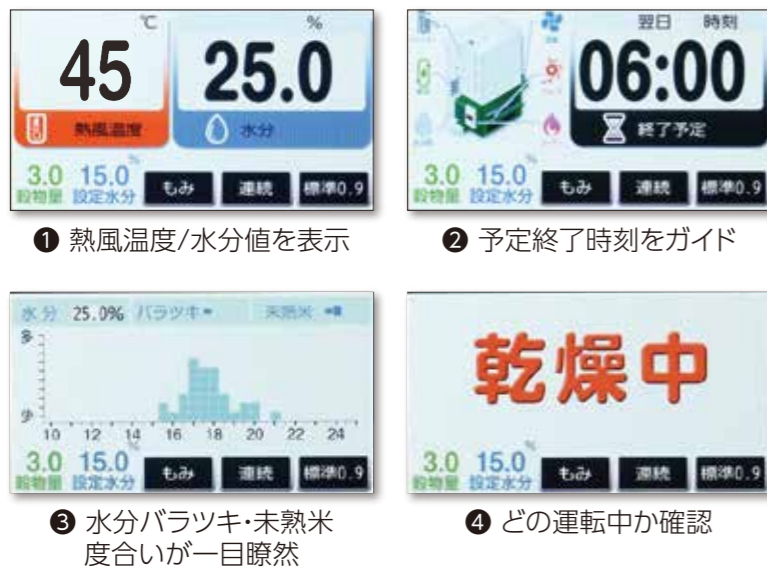 ℃
%
45
25.0
熱風温度
水分
3.0
15.0 %
穀物量
設定水分
もみ
連続
標準0.9
❶ 熱風温度/水分値を表示
翌日 時刻
06:00
終了予定
3.0
15.0 %
穀物量
設定水分
もみ
連続
標準0.9
❷ 予定終了時刻をガイド
水分 25.0% バラツキ 未熟米
多
少
10 12 14 16 18 20 22 24
3.0
15.0 %
穀物量
設定水分
もみ
連続
標準0.9
❸ 水分バラツキ・未熟米
度合いが一目瞭然
乾燥中
3.0
15.0 %
穀物量
設定水分
もみ
連続
標準0.9
❹ どの運転中か確認